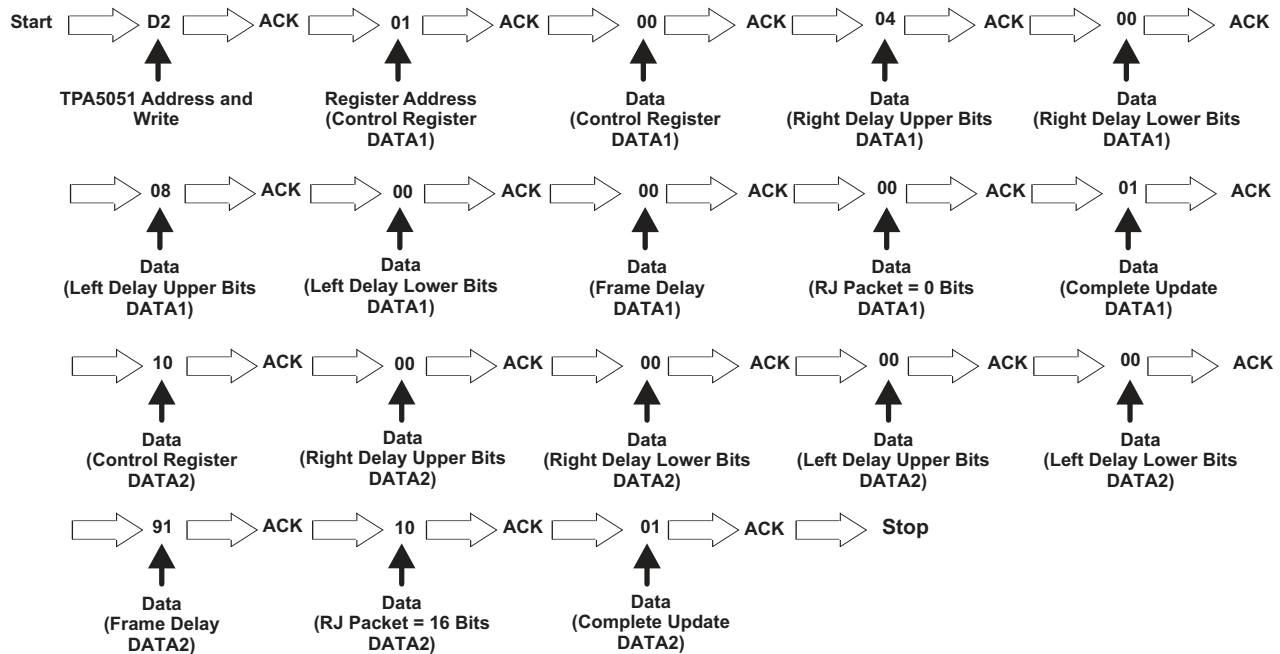 Start D2 ACK 01 ACK 00 ACK 04 ACK 00 ACK
TPA5051 Address and
Write
Register Address
(Control Register
DATA1)
Data
(Control Register
DATA1)
Data
(Right Delay Upper Bits
DATA1)
Data
(Right Delay Lower Bits
DATA1)
08 ACK 00 ACK 00 ACK 00 ACK 01 ACK
Data
(Left Delay Upper Bits
DATA1)
Data
(Left Delay Lower Bits
DATA1)
Data
(Frame Delay
DATA1)
Data
(RJ Packet = 0 Bits
DATA1)
Data
(Complete Update
DATA1)
10 ACK 00 ACK 00 ACK 00 ACK 00 ACK
Data
(Control Register
DATA2)
Data
(Right Delay Upper Bits
DATA2)
Data
(Right Delay Lower Bits
DATA2)
Data
(Left Delay Upper Bits
DATA2)
Data
(Left Delay Lower Bits
DATA2)
91 ACK 10 ACK 01 ACK Stop
Data
(Frame Delay
DATA2)
Data
(RJ Packet = 16 Bits
DATA2)
Data
(Complete Update
DATA2)